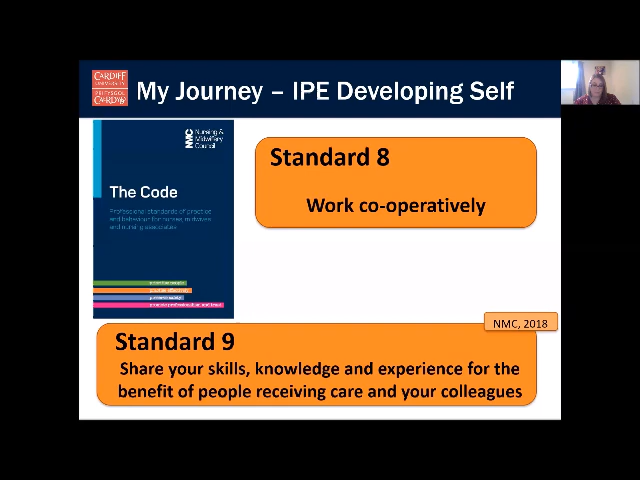 CARDIFF
UNIVERSITY
PRIFYSGOL
CAERDYDD
My Journey – IPE Developing Self
NMC
Nursing &
Midwifery
Council
The Code
Professional standards of practice
and behaviour for nurses, midwives
and nursing associates
Standard 8
Work co-operatively
NMC, 2018
Standard 9
Share your skills, knowledge and experience for the
benefit of people receiving care and your colleagues